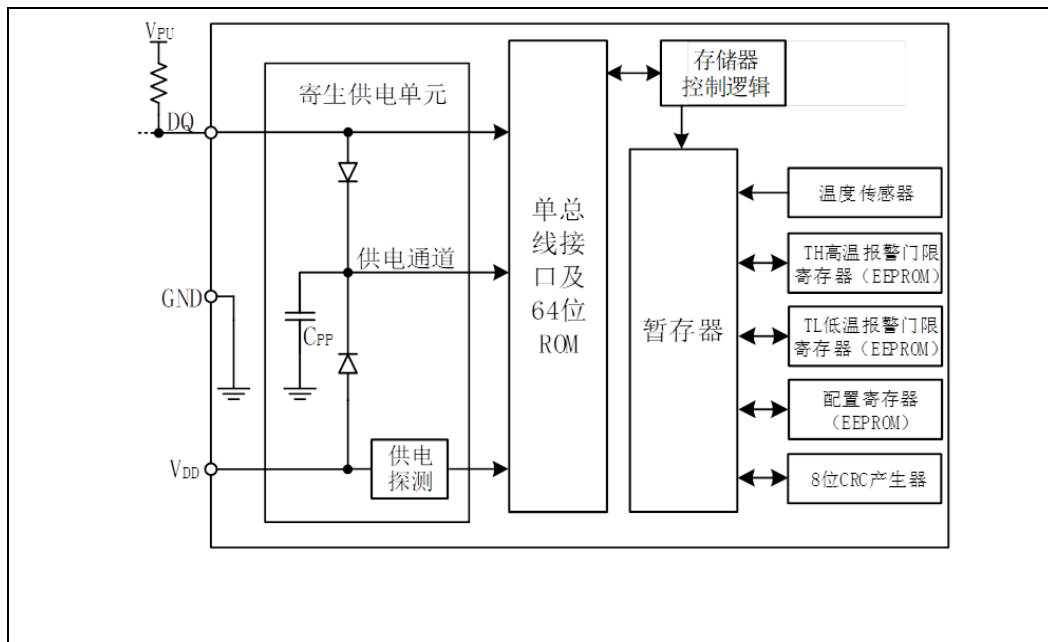 VPU
DQ
GND
VDD
寄生供电单元
供电通道
CPP
供电
探测
单总
线接
口及
64位
ROM
存储器
控制逻辑
暂存器
温度传感器
TH高温报警门限
寄存器（EEPROM）
TL低温报警门限
寄存器（EEPROM）
配置寄存器
（EEPROM）
8位CRC产生器